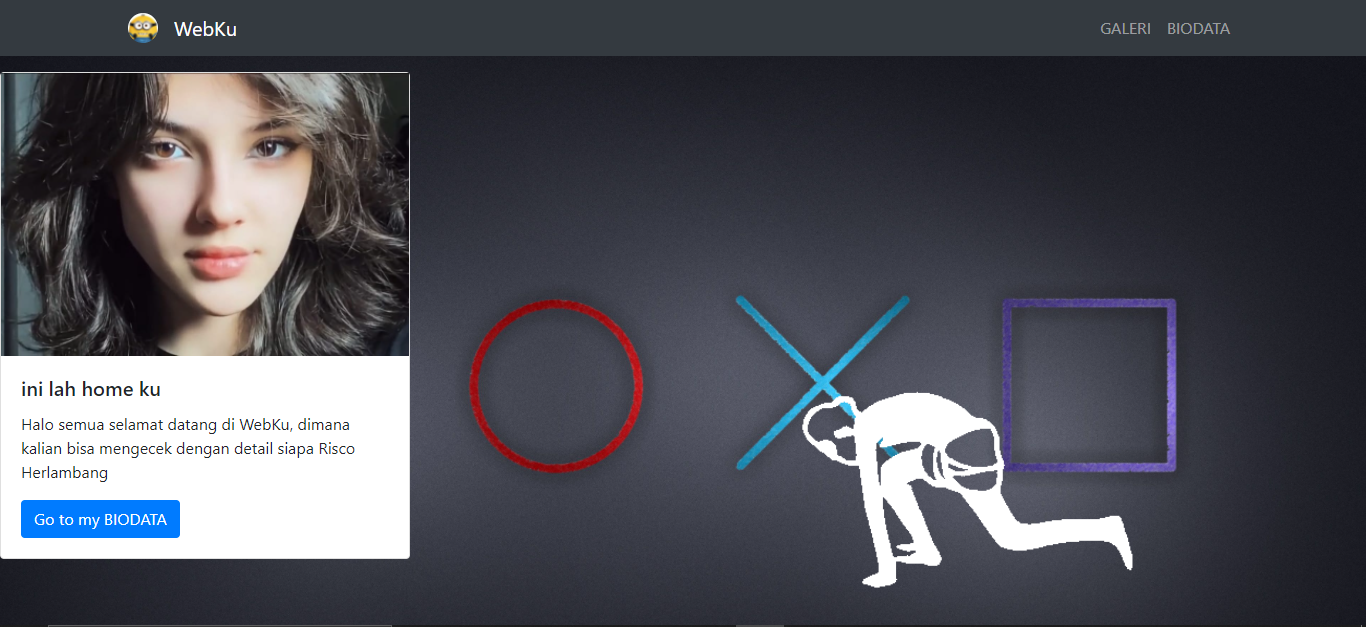 WebKu
GALERI BIODATA
ini lah home ku
Halo semua selamat datang di WebKu, dimana
kalian bisa mengecek dengan detail siapa Risco
Herlambang
Go to my BIODATA